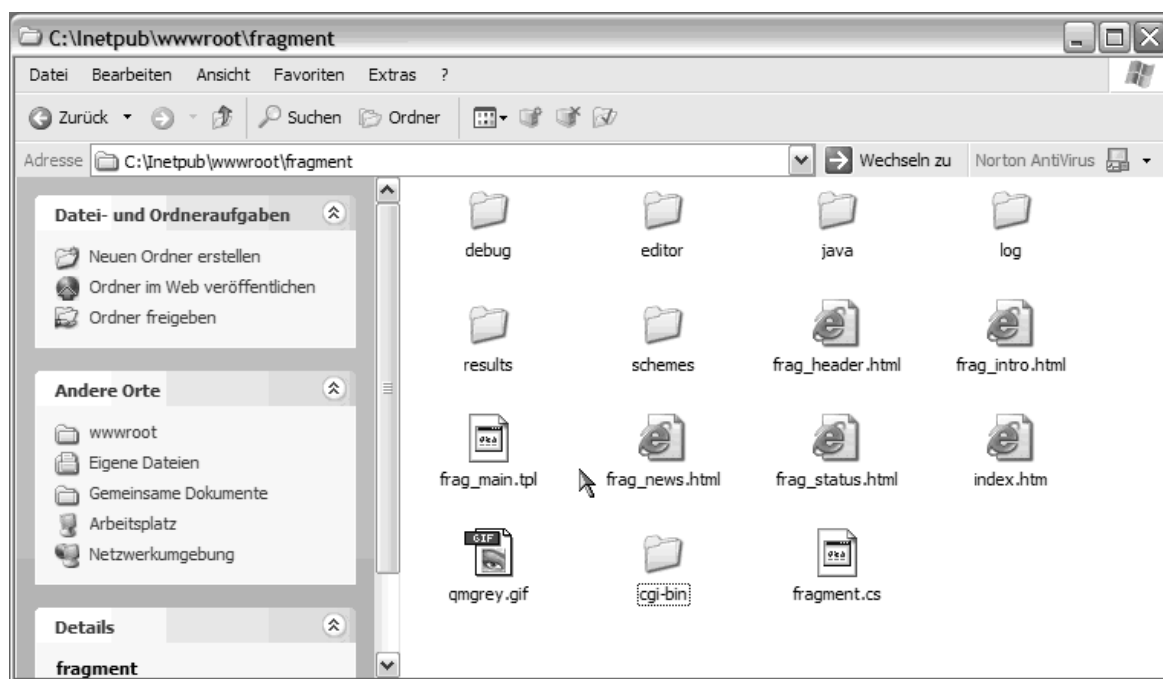 C:\Inetpub\wwwroot\fragment
Datei Bearbeiten Ansicht Favoriten Extras ?
Zurück Suchen Ordner
Adresse C:\Inetpub\wwwroot\fragment Wechseln zu Norton AntiVirus
Datei- und Ordneraufgaben
Neuen Ordner erstellen
Ordner im Web veröffentlichen
Ordner freigeben
Andere Orte
wwwroot
Eigene Dateien
Gemeinsame Dokumente
Arbeitsplatz
Netzwerkumgebung
Details
fragment
debug editor java log
results schemes frag_header.html frag_intro.html
frag_main.tpl frag_news.html frag_status.html index.htm
GIF
qmgrey.gif cgi-bin fragment.cs